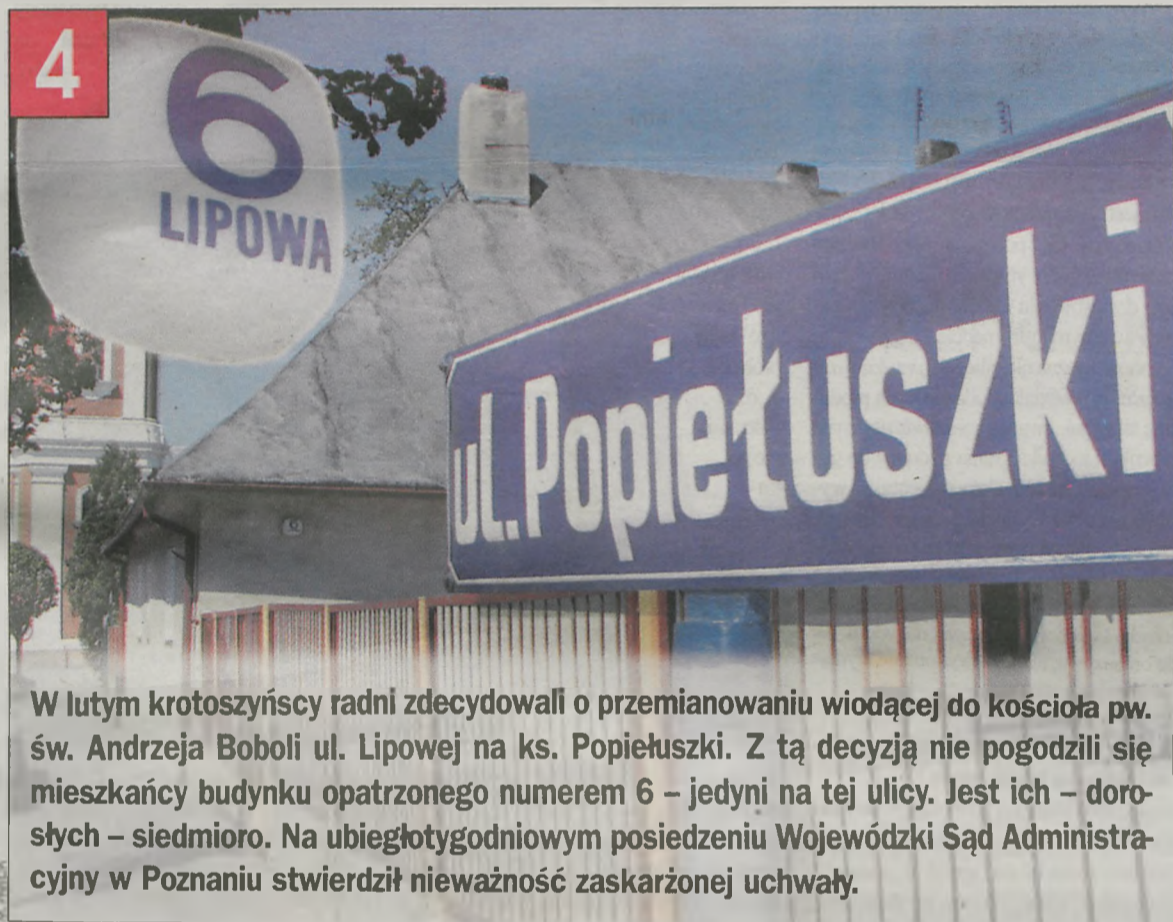 4
6
LIPOWA
ul. Popiełuszki
W lutym krotoszyńscy radni zdecydowali o przemianowaniu wiodącej do kościoła pw.
św. Andrzeja Boboli ul. Lipowej na ks. Popiełuszki. Z tą decyzją nie pogodzili się
mieszkańcy budynku opatrzonego numerem 6 – jedyni na tej ulicy. Jest ich – doro-
słych – siedmioro. Na ubiegłotygodniowym posiedzeniu Wojewódzki Sąd Administra-
cyjny w Poznaniu stwierdził nieważność zaskarżonej uchwały.